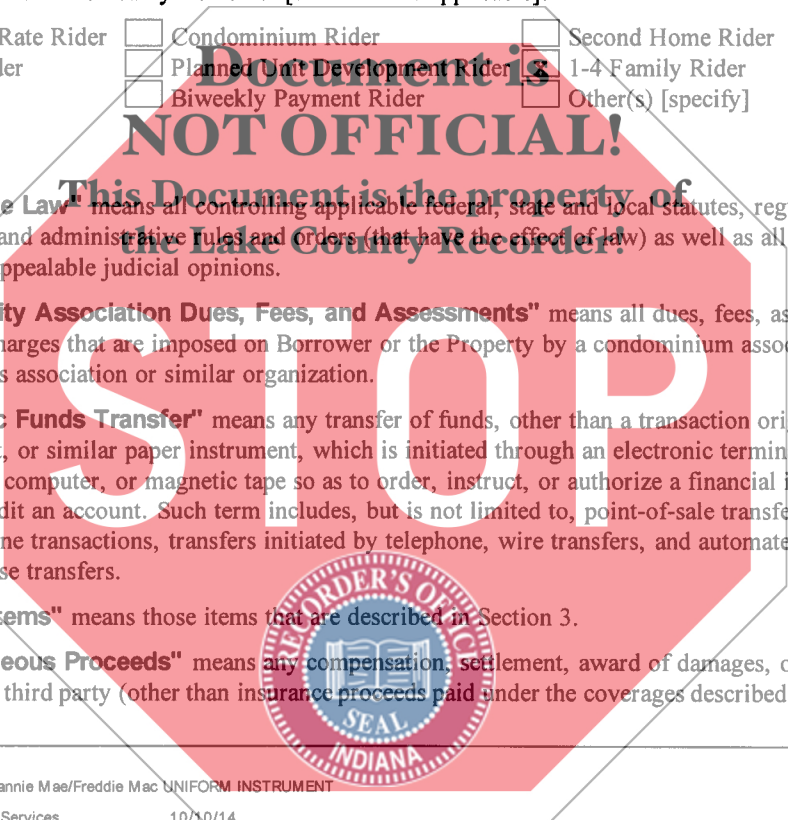 Rate Rider Condominium Rider Second Home Rider
der Planned Unit Development Rider X 1-4 Family Rider
Biweekly Payment Rider Other(s) [specify]
Document is
NOT OFFICIAL!
This Document is the property of
the Lake County Recorder!
e Law" means all controlling applicable federal, state and local statutes, reg
and administrative rules and orders (that have the effect of law) as well as all
ppealable judicial opinions.
ity Association Dues, Fees, and Assessments" means all dues, fees, as
harges that are imposed on Borrower or the Property by a condominium asso
s association or similar organization.
c Funds Transfer" means any transfer of funds, other than a transaction ori
, or similar paper instrument, which is initiated through an electronic termin
computer, or magnetic tape so as to order, instruct, or authorize a financial i
dit an account. Such term includes, but is not limited to, point-of-sale transfe
ne transactions, transfers initiated by telephone, wire transfers, and automate
se transfers.
STOP
tems" means those items that are described in Section 3.
eous Proceeds" means any compensation, settlement, award of damages, o
third party (other than insurance proceeds paid under the coverages described
RECORDER'S OFFICE
SEAL
INDIANA
annie Mae/Freddie Mac UNIFORM INSTRUMENT
Services 10/10/14